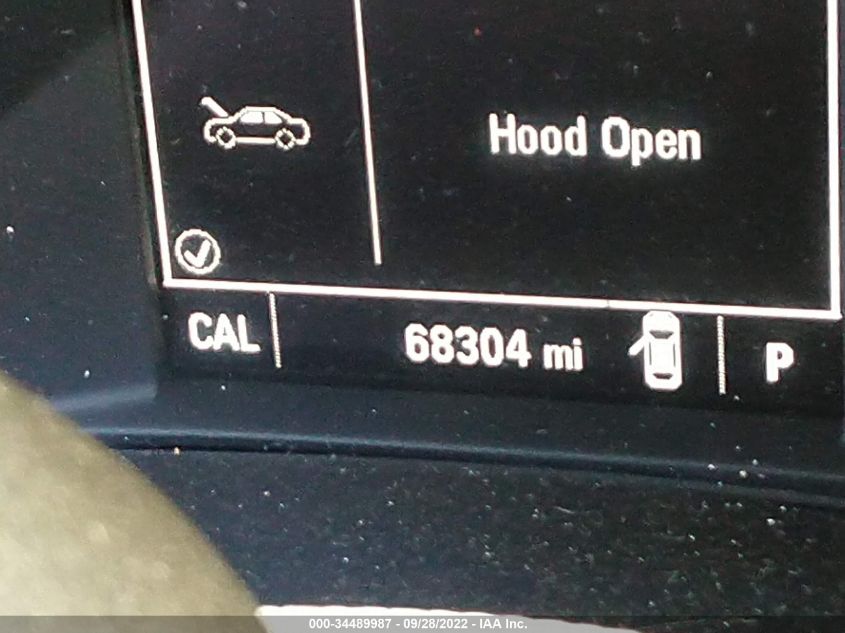 Hood Open
CAL 68304 mi P
000-34489987 - 09/28/2022 - IAA Inc.